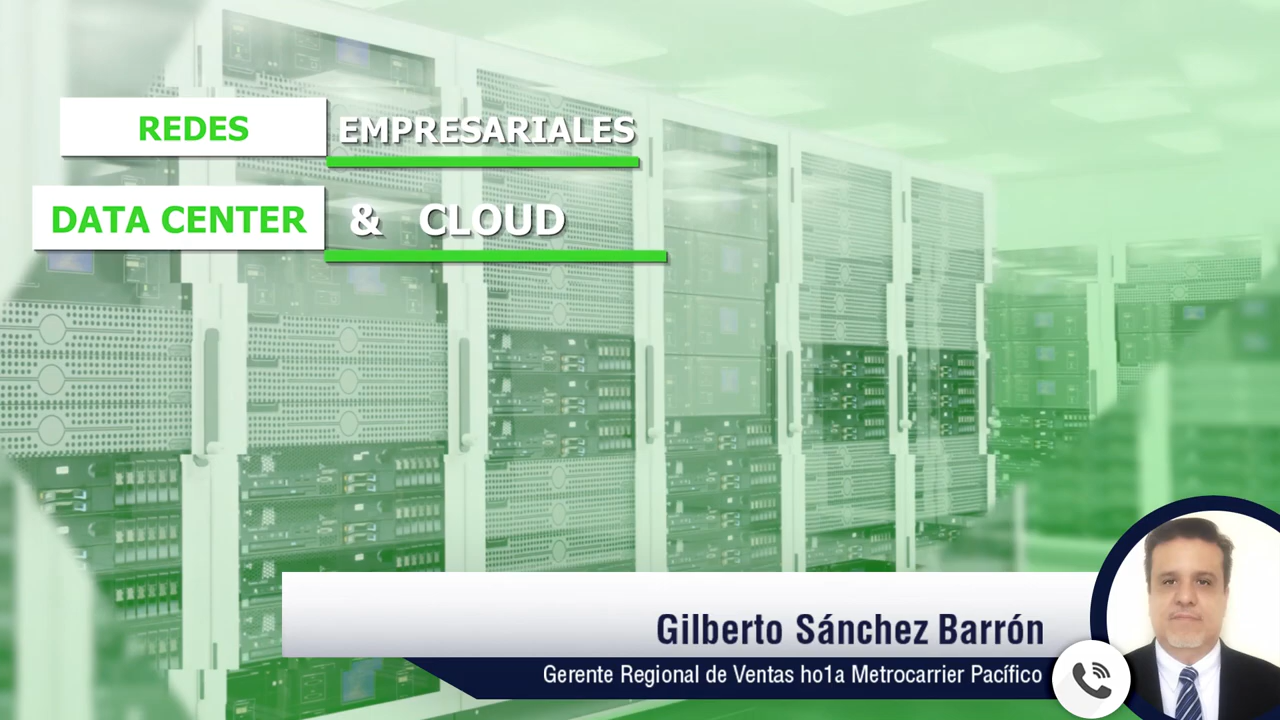 REDES EMPRESARIALES
DATA CENTER & CLOUD
Gilberto Sánchez Barrón
Gerente Regional de Ventas ho1a Metrocarrier Pacífico